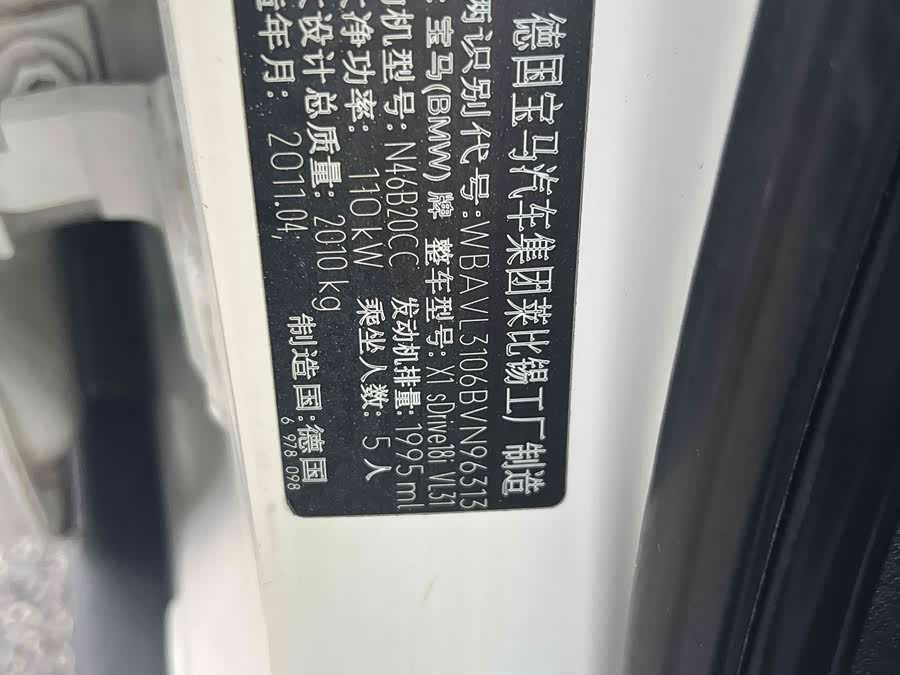 德国宝马汽车集团莱比锡工厂制造
辆识别代号:WBAVL3106BVN96313
:宝马(BMW)牌 整车型号:X1 sDrive18i VL31
机型号:N46B20CC 发动机排量:1995ml
净功率:110kW 乘坐人数:5人
设计总质量:2010kg
年月:2011.04, 制造国:德国
6 978 098